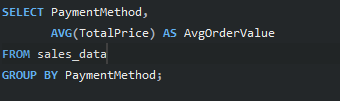 SELECT PaymentMethod,
       AVG(TotalPrice) AS AvgOrderValue
FROM sales_data
GROUP BY PaymentMethod;